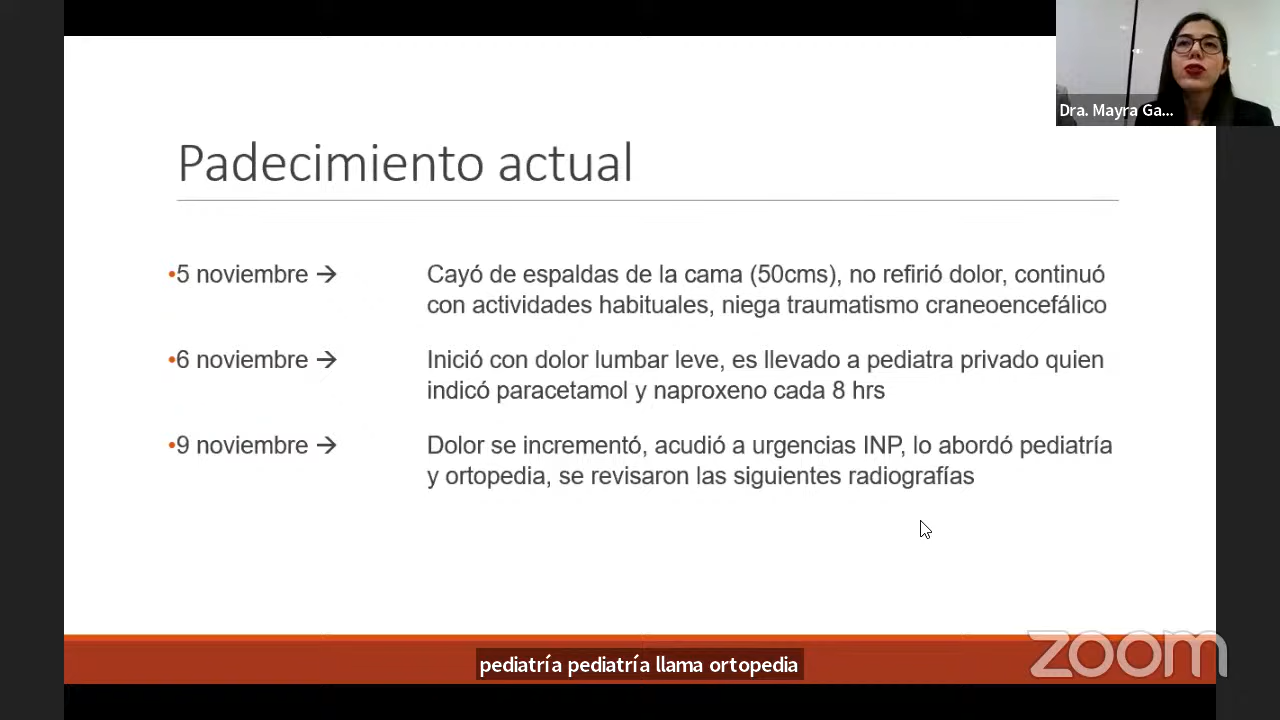 Dra. Mayra Ga...
Padecimiento actual
•5 noviembre → Cayó de espaldas de la cama (50cms), no refirió dolor, continuó
con actividades habituales, niega traumatismo craneoencefálico
•6 noviembre → Inició con dolor lumbar leve, es llevado a pediatra privado quien
indicó paracetamol y naproxeno cada 8 hrs
•9 noviembre → Dolor se incrementó, acudió a urgencias INP, lo abordó pediatría
y ortopedia, se revisaron las siguientes radiografías
zoom
pediatría pediatría llama ortopedia